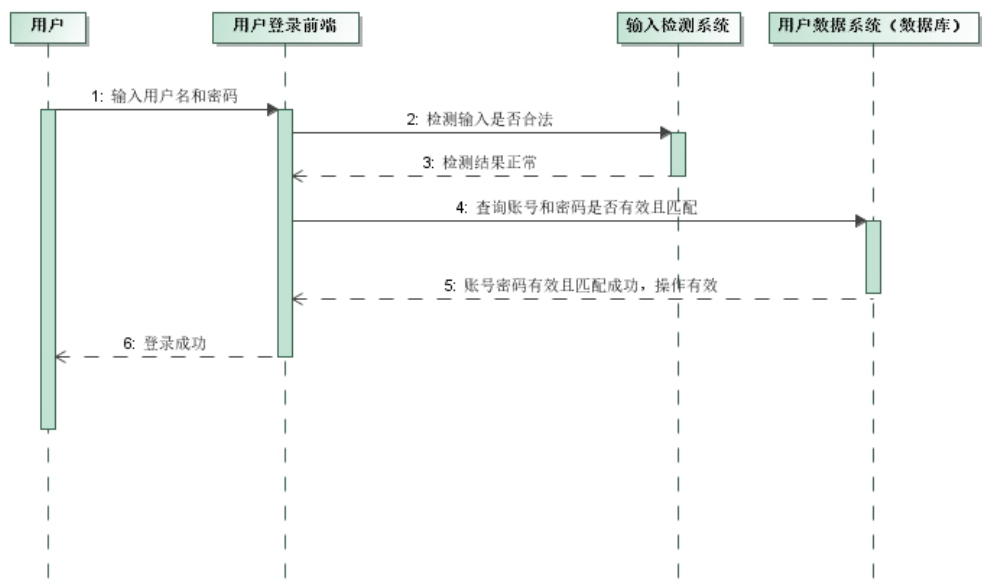 用户
用户登录前端
输入检测系统
用户数据系统（数据库）
1: 输入用户名和密码
2: 检测输入是否合法
3: 检测结果正常
4: 查询账号和密码是否有效且匹配
5: 账号密码有效且匹配成功，操作有效
6: 登录成功